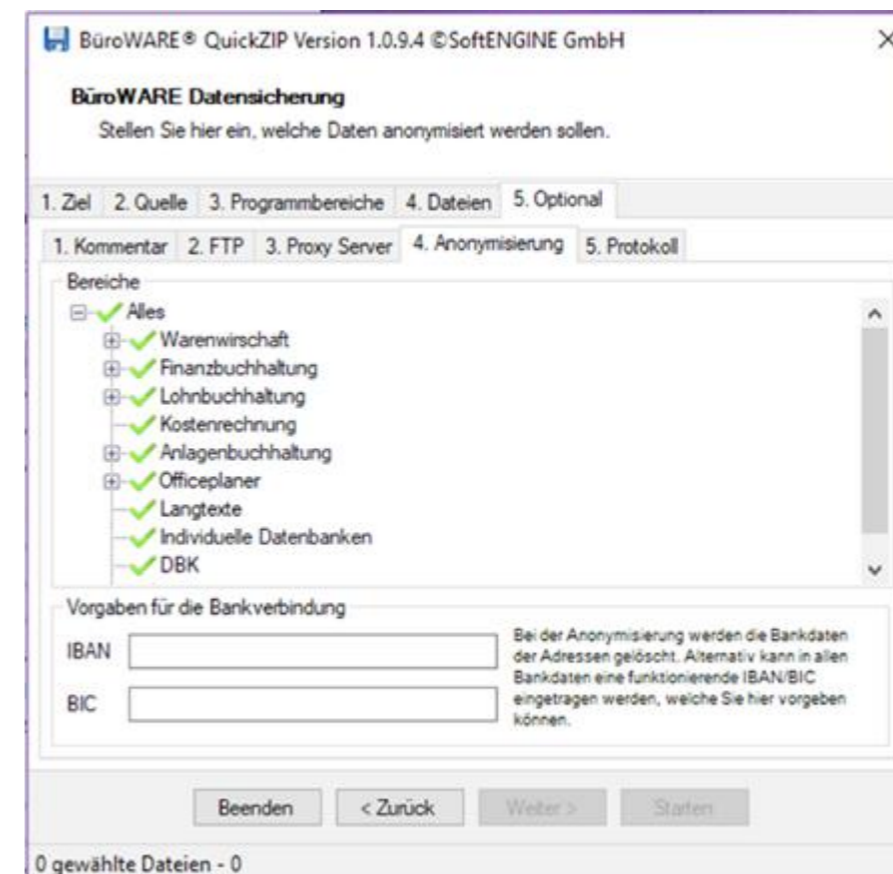 BüroWARE® QuickZIP Version 1.0.9.4 ©SoftENGINE GmbH
BüroWARE Datensicherung
Stellen Sie hier ein, welche Daten anonymisiert werden sollen.
1. Ziel 2. Quelle 3. Programmbereiche 4. Dateien 5. Optional
1. Kommentar 2. FTP 3. Proxy Server 4. Anonymisierung 5. Protokoll
Bereiche
Alles
Warenwirschaft
Finanzbuchhaltung
Lohnbuchhaltung
Kostenrechnung
Anlagenbuchhaltung
Officeplaner
Langtexte
Individuelle Datenbanken
DBK
Vorgaben für die Bankverbindung
IBAN
BIC
Bei der Anonymisierung werden die Bankdaten
der Adressen gelöscht. Alternativ kann in allen
Bankdaten eine funktionierende IBAN/BIC
eingetragen werden, welche Sie hier vorgeben
können.
Beenden < Zurück Weiter > Starten
0 gewählte Dateien - 0